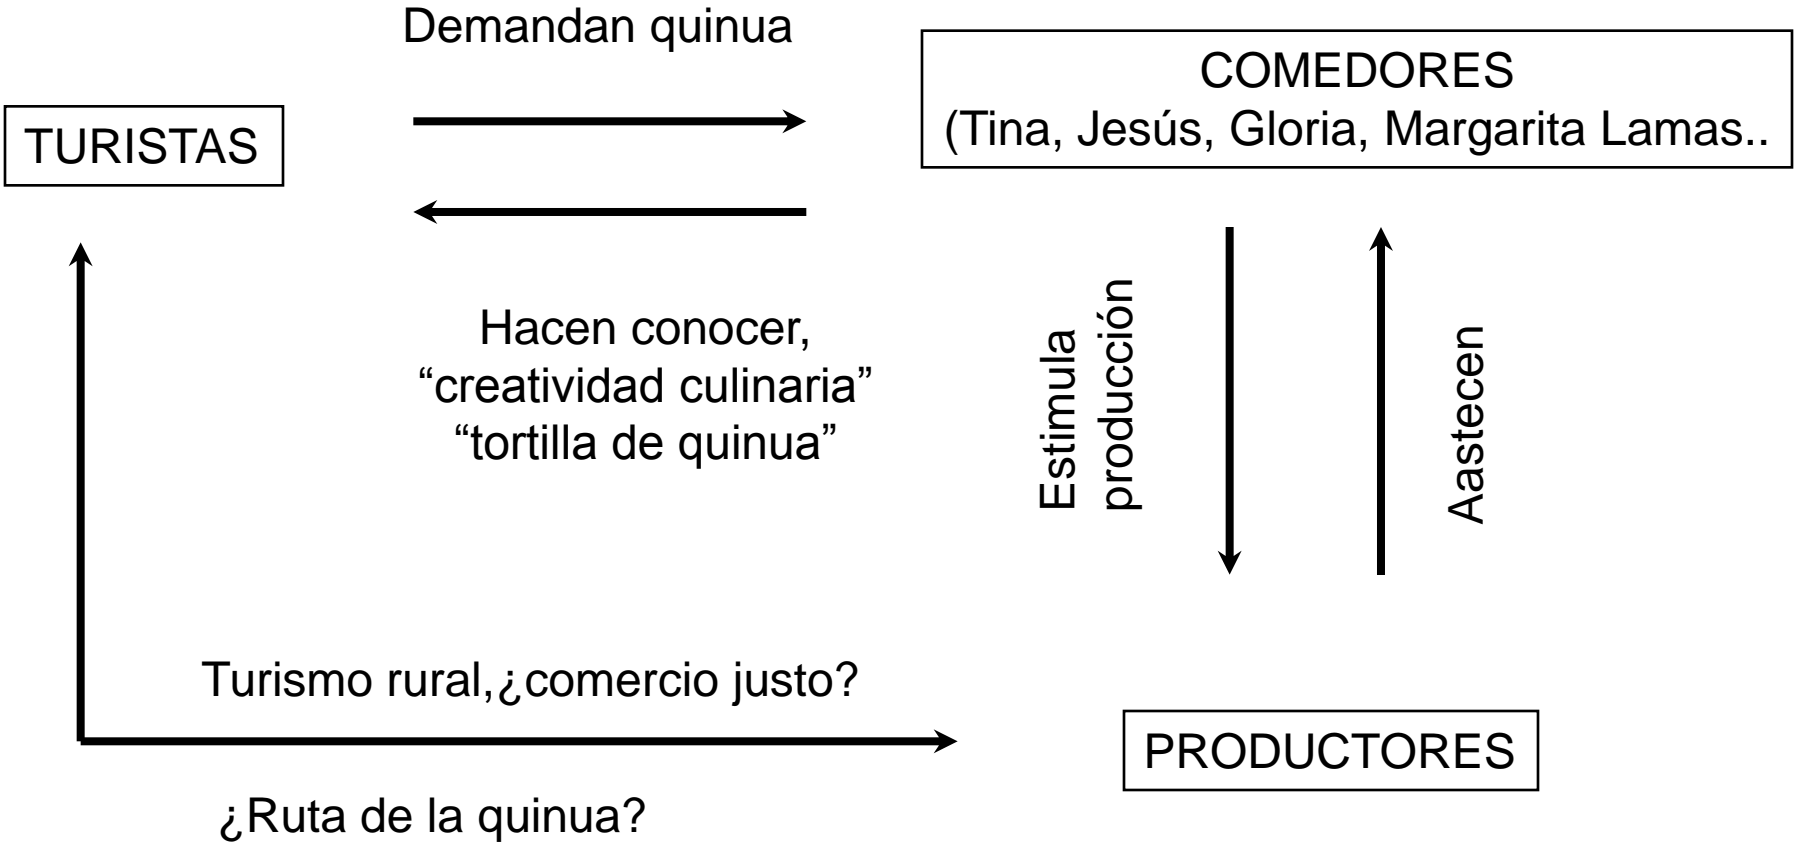 Demandan quinua
COMEDORES
(Tina, Jesús, Gloria, Margarita Lamas..
TURISTAS
Hacen conocer,
“creatividad culinaria”
“tortilla de quinua”
Estimula
producción
Aastecen
Turismo rural,¿comercio justo?
PRODUCTORES
¿Ruta de la quinua?